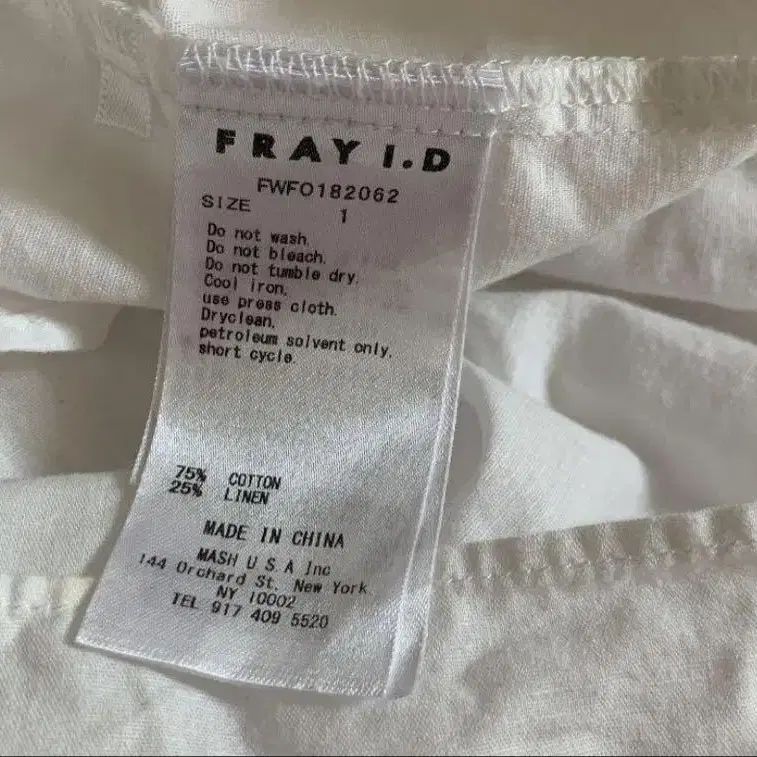 FRAY I.D
FWFO182062
SIZE 1
Do not wash.
Do not bleach.
Do not tumble dry.
Cool iron,
use press cloth.
Dryclean,
petroleum solvent only,
short cycle.
75% COTTON
25% LINEN
MADE IN CHINA
MASH U S A Inc
144 Orchard St. New York
NY 10002
TEL 917 409 5520